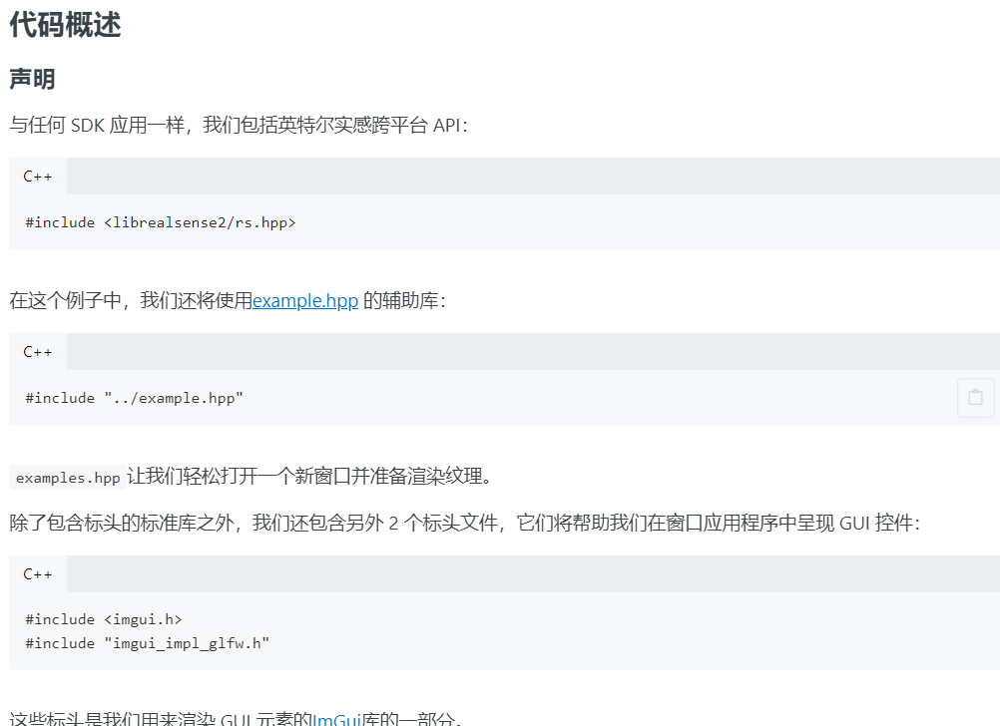 代码概述
声明
与任何 SDK 应用一样，我们包括英特尔实感跨平台 API：
C++
#include <librealsense2/rs.hpp>
在这个例子中，我们还将使用example.hpp 的辅助库：
C++
#include "../example.hpp"
examples.hpp 让我们轻松打开一个新窗口并准备渲染纹理。
除了包含标头的标准库之外，我们还包含另外 2 个标头文件，它们将帮助我们在窗口应用程序中呈现 GUI 控件：
C++
#include <imgui.h>
#include "imgui_impl_glfw.h"
这些标头是我们用来渲染 GUI 元素的ImGui库的一部分。